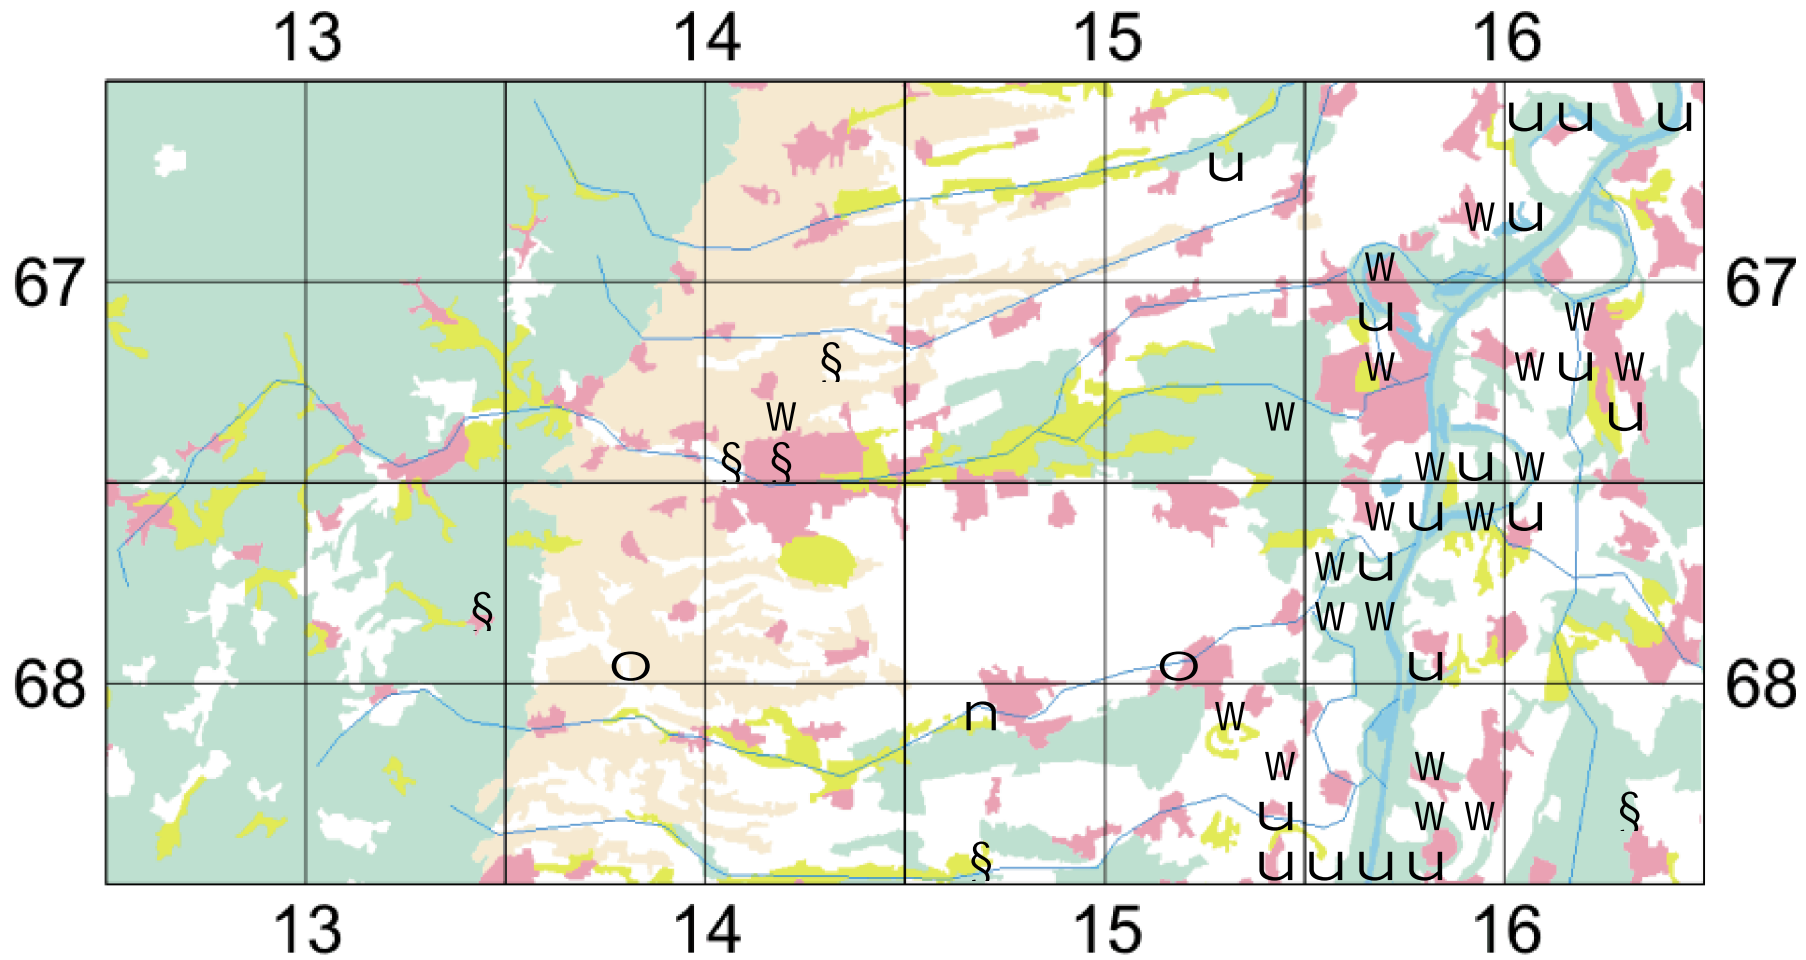 13 14 15 16
u u u
u
w u
67 w 67
u w
§ w w u w
w w u
§ § w u w
w u w u
w u
§ w w
68 o o u 68
n w
w w
u w w §
§ u u u u
13 14 15 16